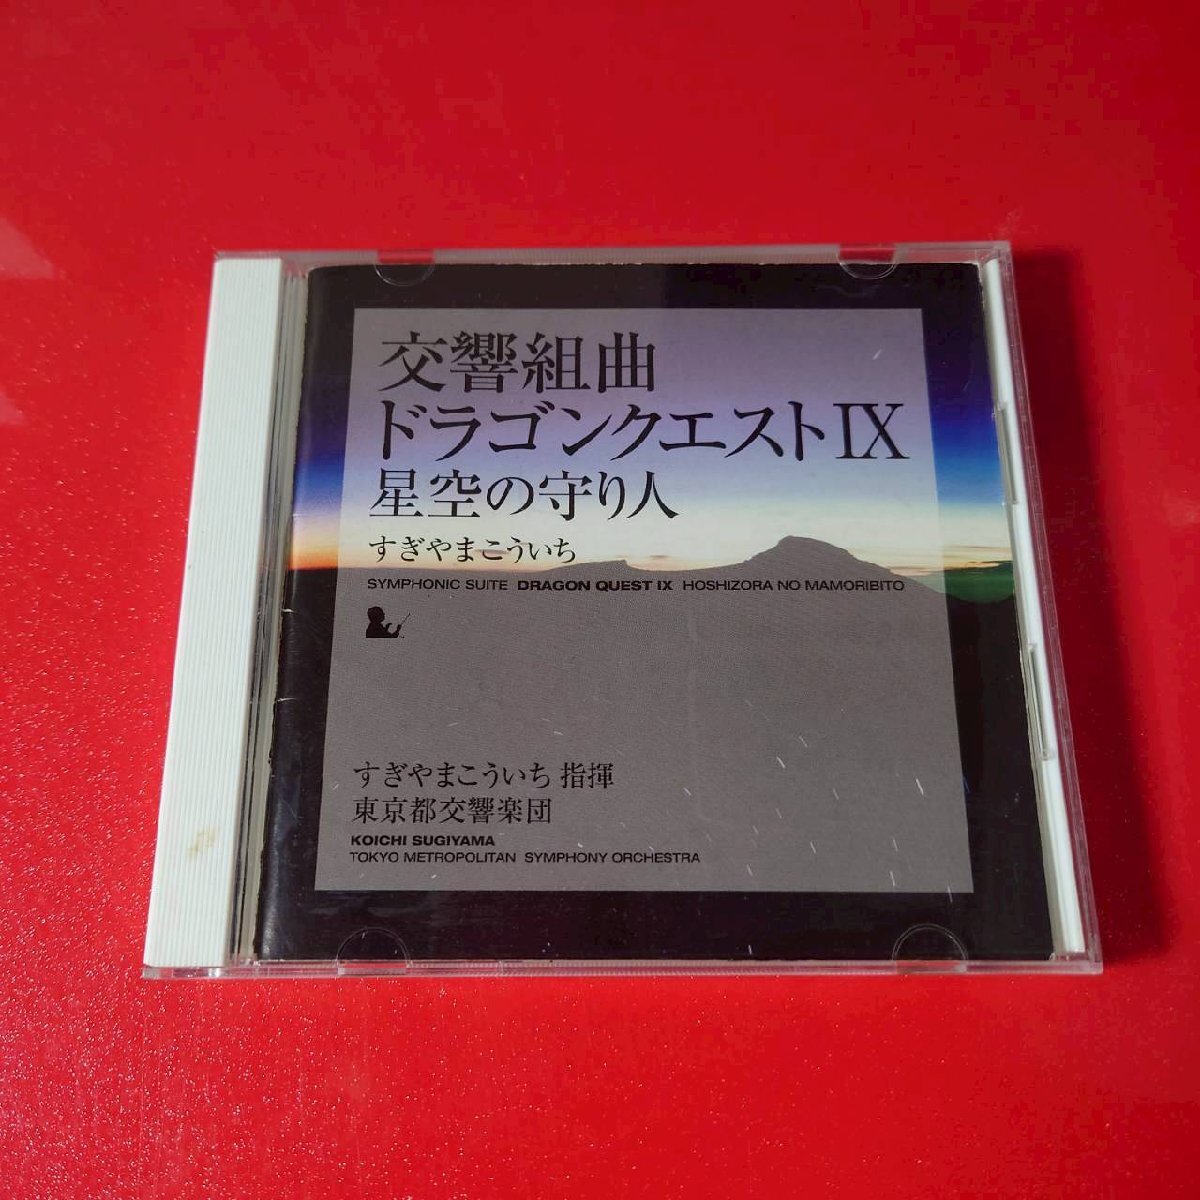 交響組曲
ドラゴンクエストIX
星空の守り人
すぎやまこういち
SYMPHONIC SUITE DRAGON QUEST IX HOSHIZORA NO MAMORIBITO
すぎやまこういち 指揮
東京都交響楽団
KOICHI SUGIYAMA
TOKYO METROPOLITAN SYMPHONY ORCHESTRA